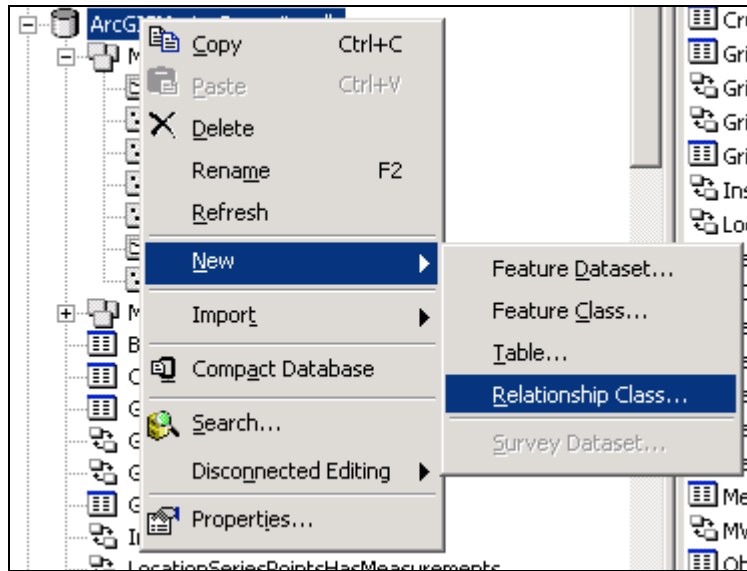 Copy Ctrl+C
Paste Ctrl+V
Delete
Rename F2
Refresh
New
Import
Compact Database
Search...
Disconnected Editing
Properties...
Feature Dataset...
Feature Class...
Table...
Relationship Class...
Survey Dataset...
LocationSeriesPointsHasMeasurements